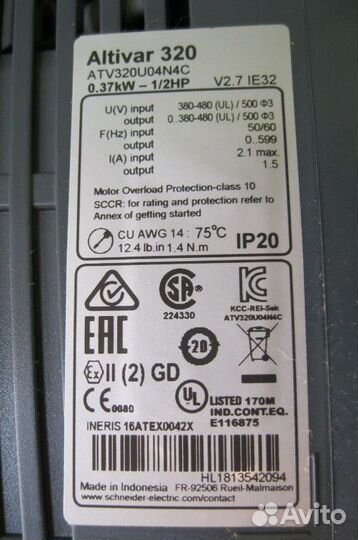 Altivar 320
ATV320U04N4C
0.37kW – 1/2HP V2.7 IE32
U(V) input 380-480 (UL) / 500 Φ3
output 0..380-480 (UL) / 500 Φ3
F(Hz) input 50/60
output 0..599
I(A) input 2.1 max.
output 1.5
Motor Overload Protection-class 10
SCCR: for rating and protection refer to
Annex of getting started
CU AWG 14 : 75°C
12.4 lb.in 1.4 N.m IP20
SA
224330
KCC-REI-Sek
ATV320U04N4C
EAC
20
Ex II (2) GD
CE 0080
UL LISTED 170M
IND.CONT.EQ.
E116875
INERIS 16ATEX0042X
HL1813542094
Made in Indonesia FR-92506 Rueil-Malmaison
www.schneider-electric.com/contact
Avito